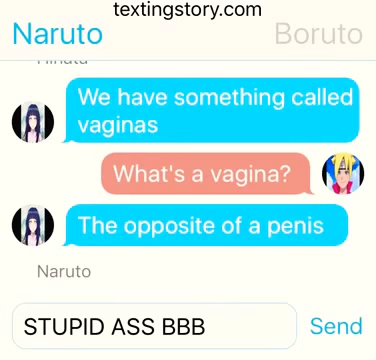 textingstory.com
Naruto
Boruto
Hinata
We have something called
vaginas
What's a vagina?
The opposite of a penis
Naruto
STUPID ASS BBB
Send